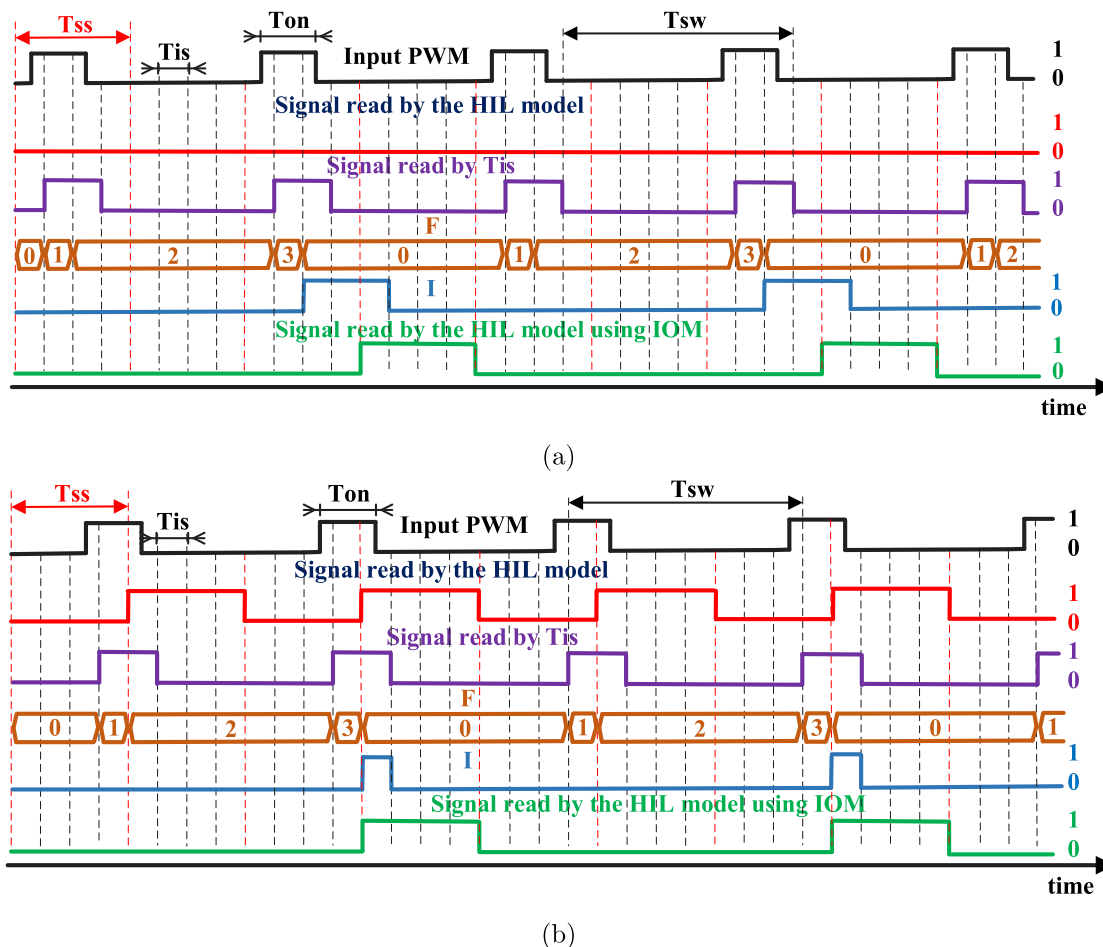 Tss
Ton
Tsw
Tis
Input PWM
1
0
Signal read by the HIL model
1
0
Signal read by Tis
1
0
F
0 1 2 3 0 1 2 3 0 1 2
I
1
0
Signal read by the HIL model using IOM
1
0
time
(a)
Tss
Ton
Tsw
Tis
Input PWM
1
0
Signal read by the HIL model
1
0
Signal read by Tis
1
0
F
0 1 2 3 0 1 2 3 0 1
I
1
0
Signal read by the HIL model using IOM
1
0
time
(b)